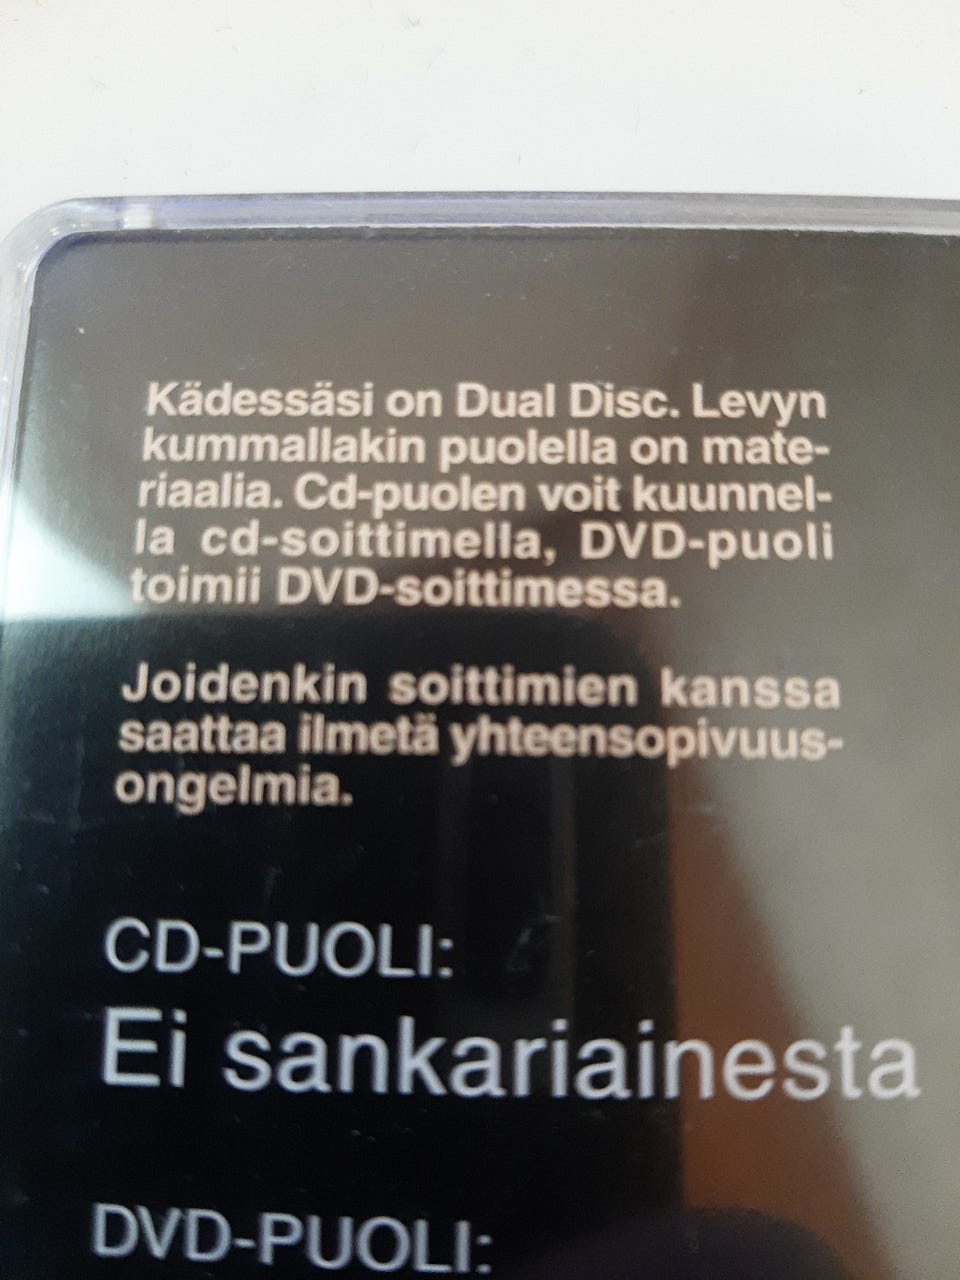 Kädessäsi on Dual Disc. Levyn
kummallakin puolella on mate-
riaalia. Cd-puolen voit kuunnel-
la cd-soittimella, DVD-puoli
toimii DVD-soittimessa.
Joidenkin soittimien kanssa
saattaa ilmetä yhteensopivuus-
ongelmia.
CD-PUOLI:
Ei sankariainesta
DVD-PUOLI: